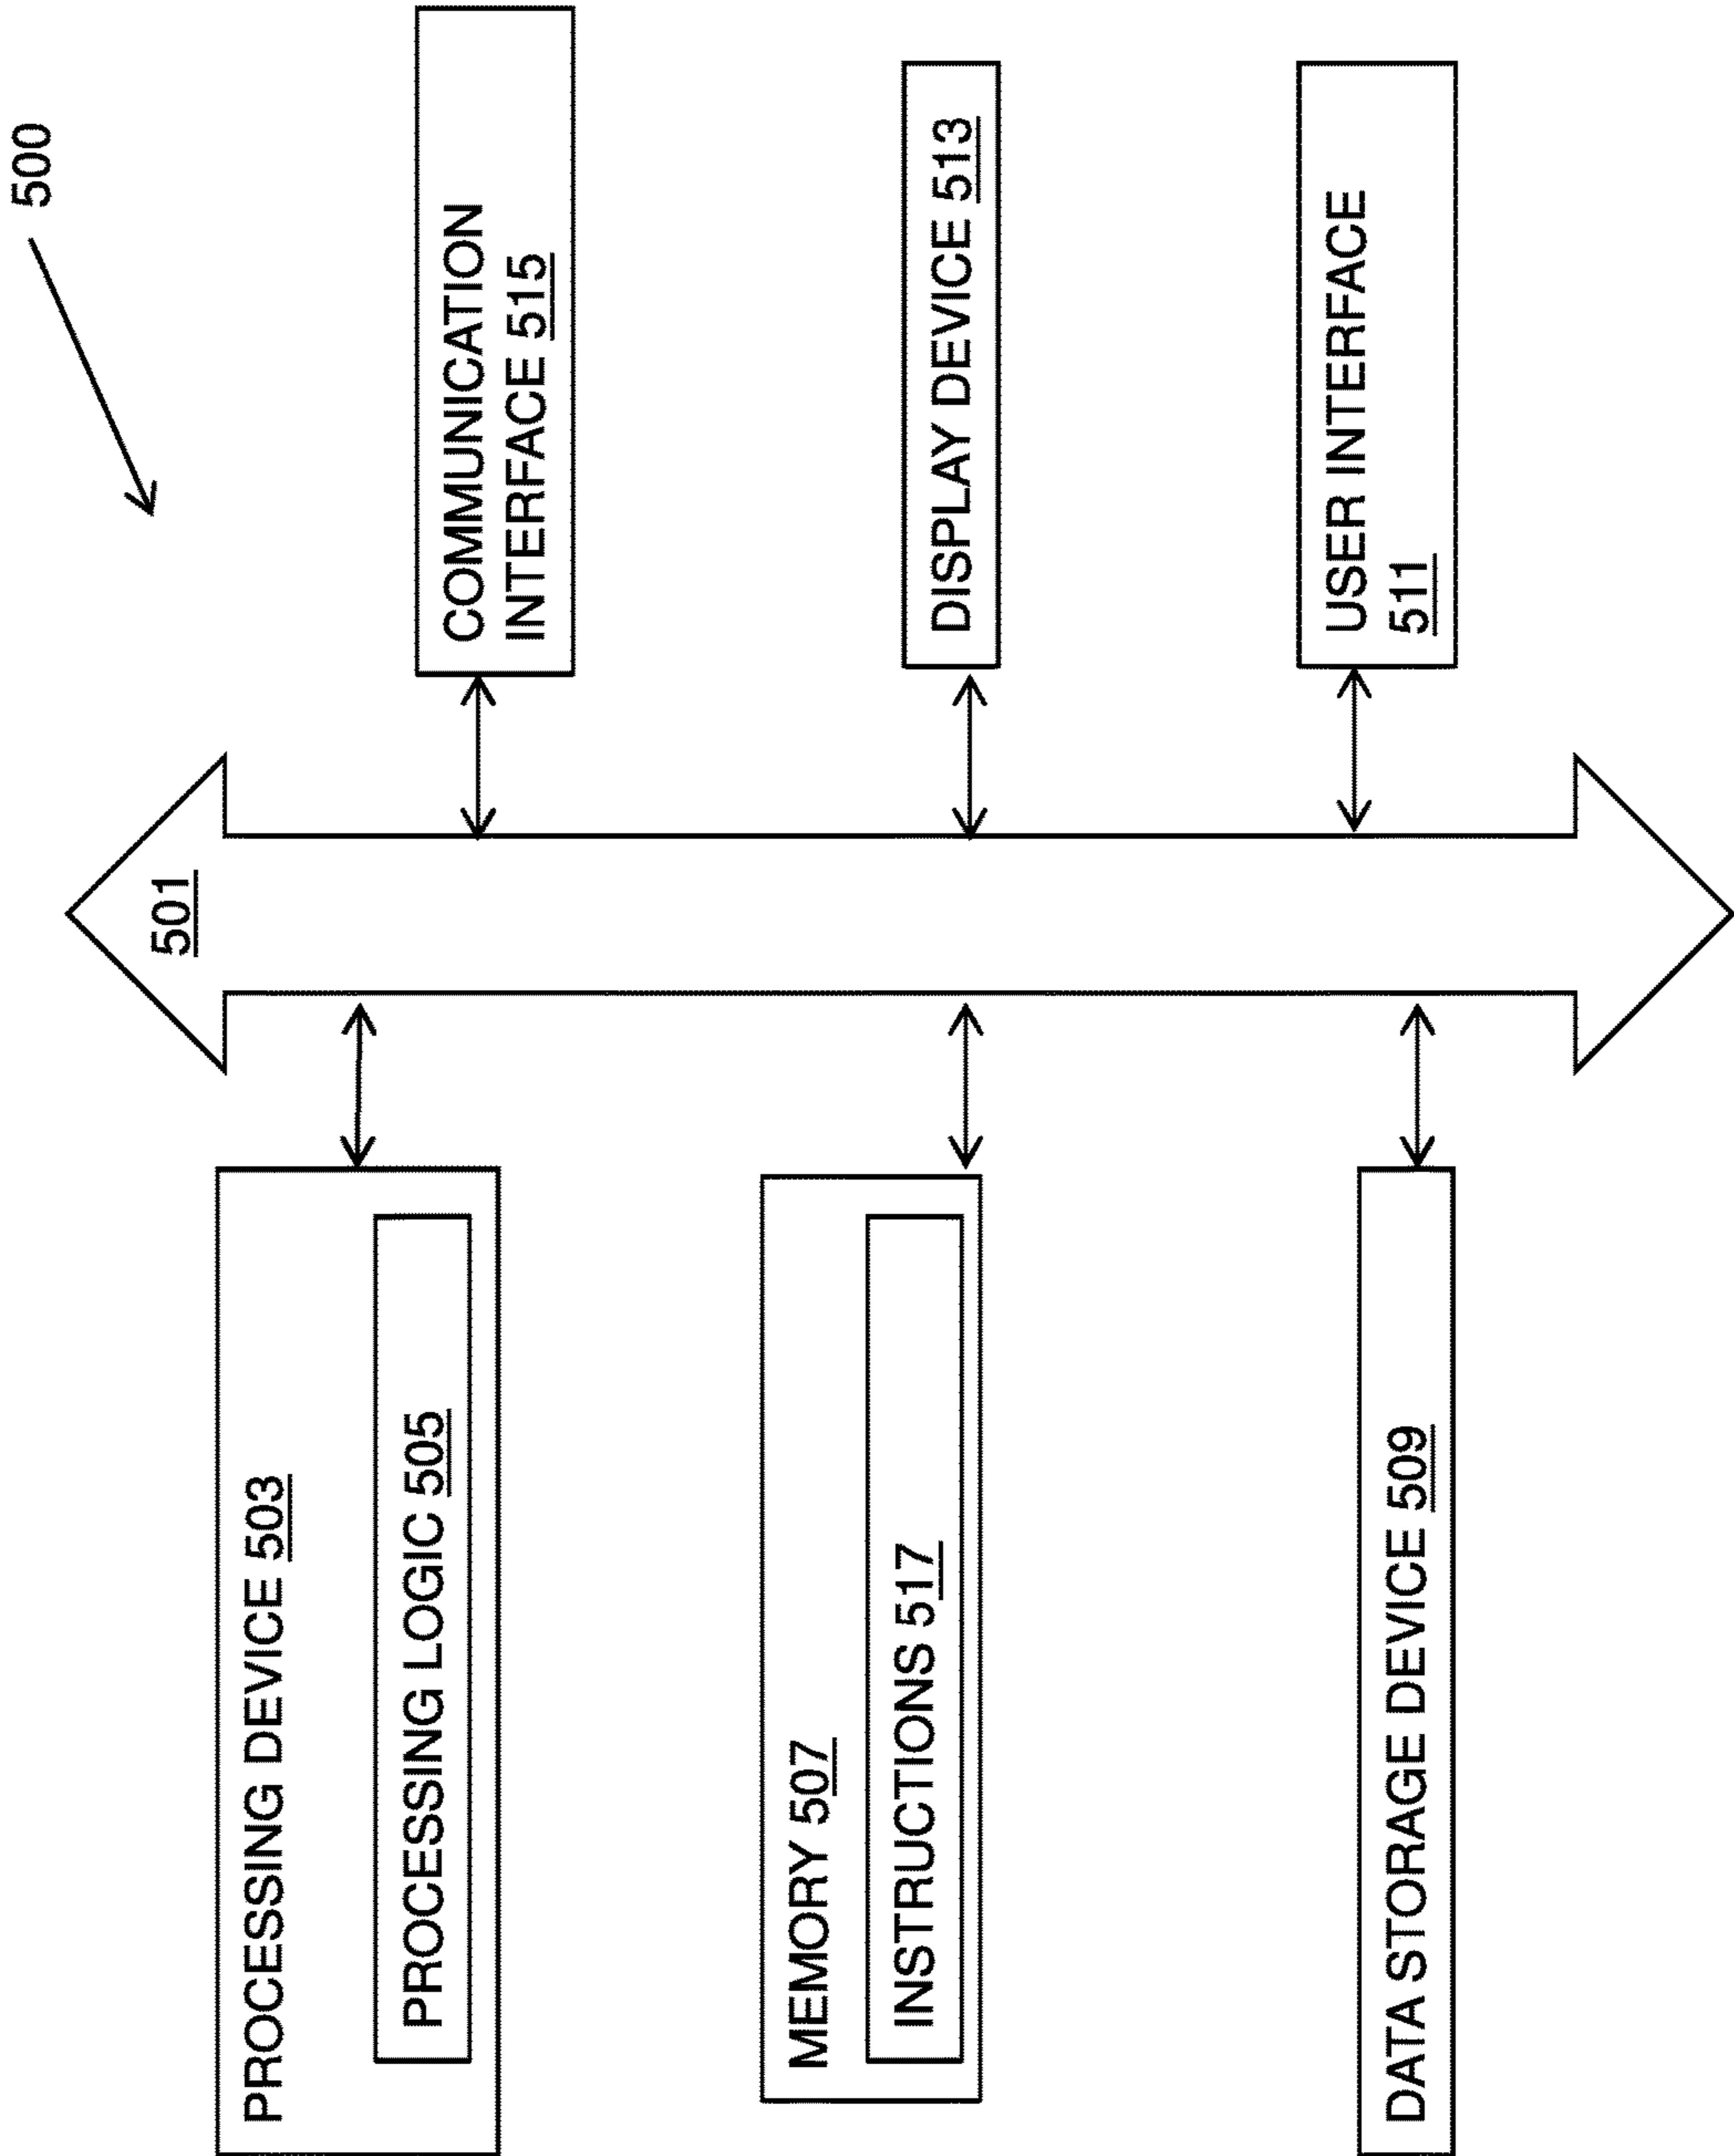 500
501
PROCESSING DEVICE 503
PROCESSING LOGIC 505
MEMORY 507
INSTRUCTIONS 517
DATA STORAGE DEVICE 509
COMMUNICATION
INTERFACE 515
DISPLAY DEVICE 513
USER INTERFACE
511